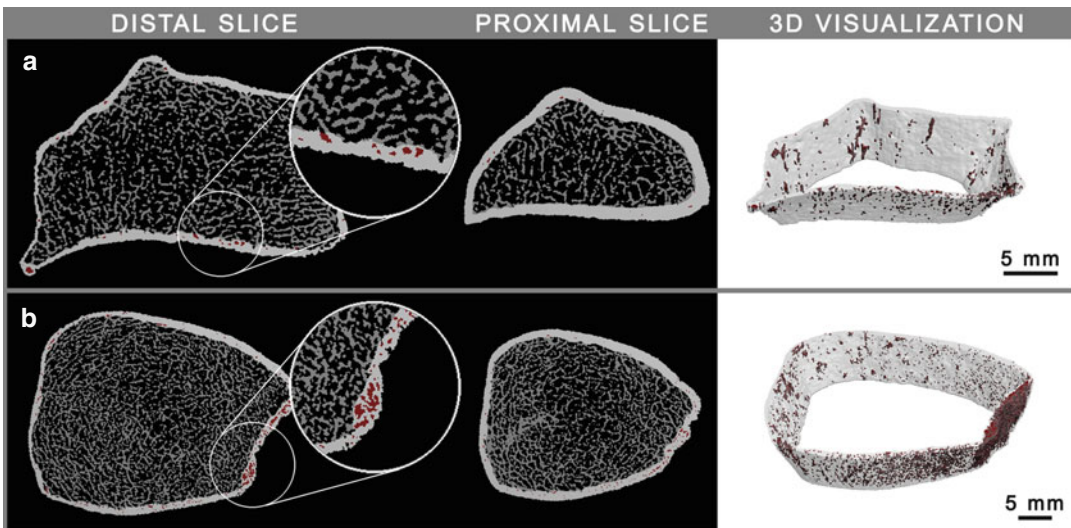 DISTAL SLICE PROXIMAL SLICE 3D VISUALIZATION
a
5 mm
b
5 mm